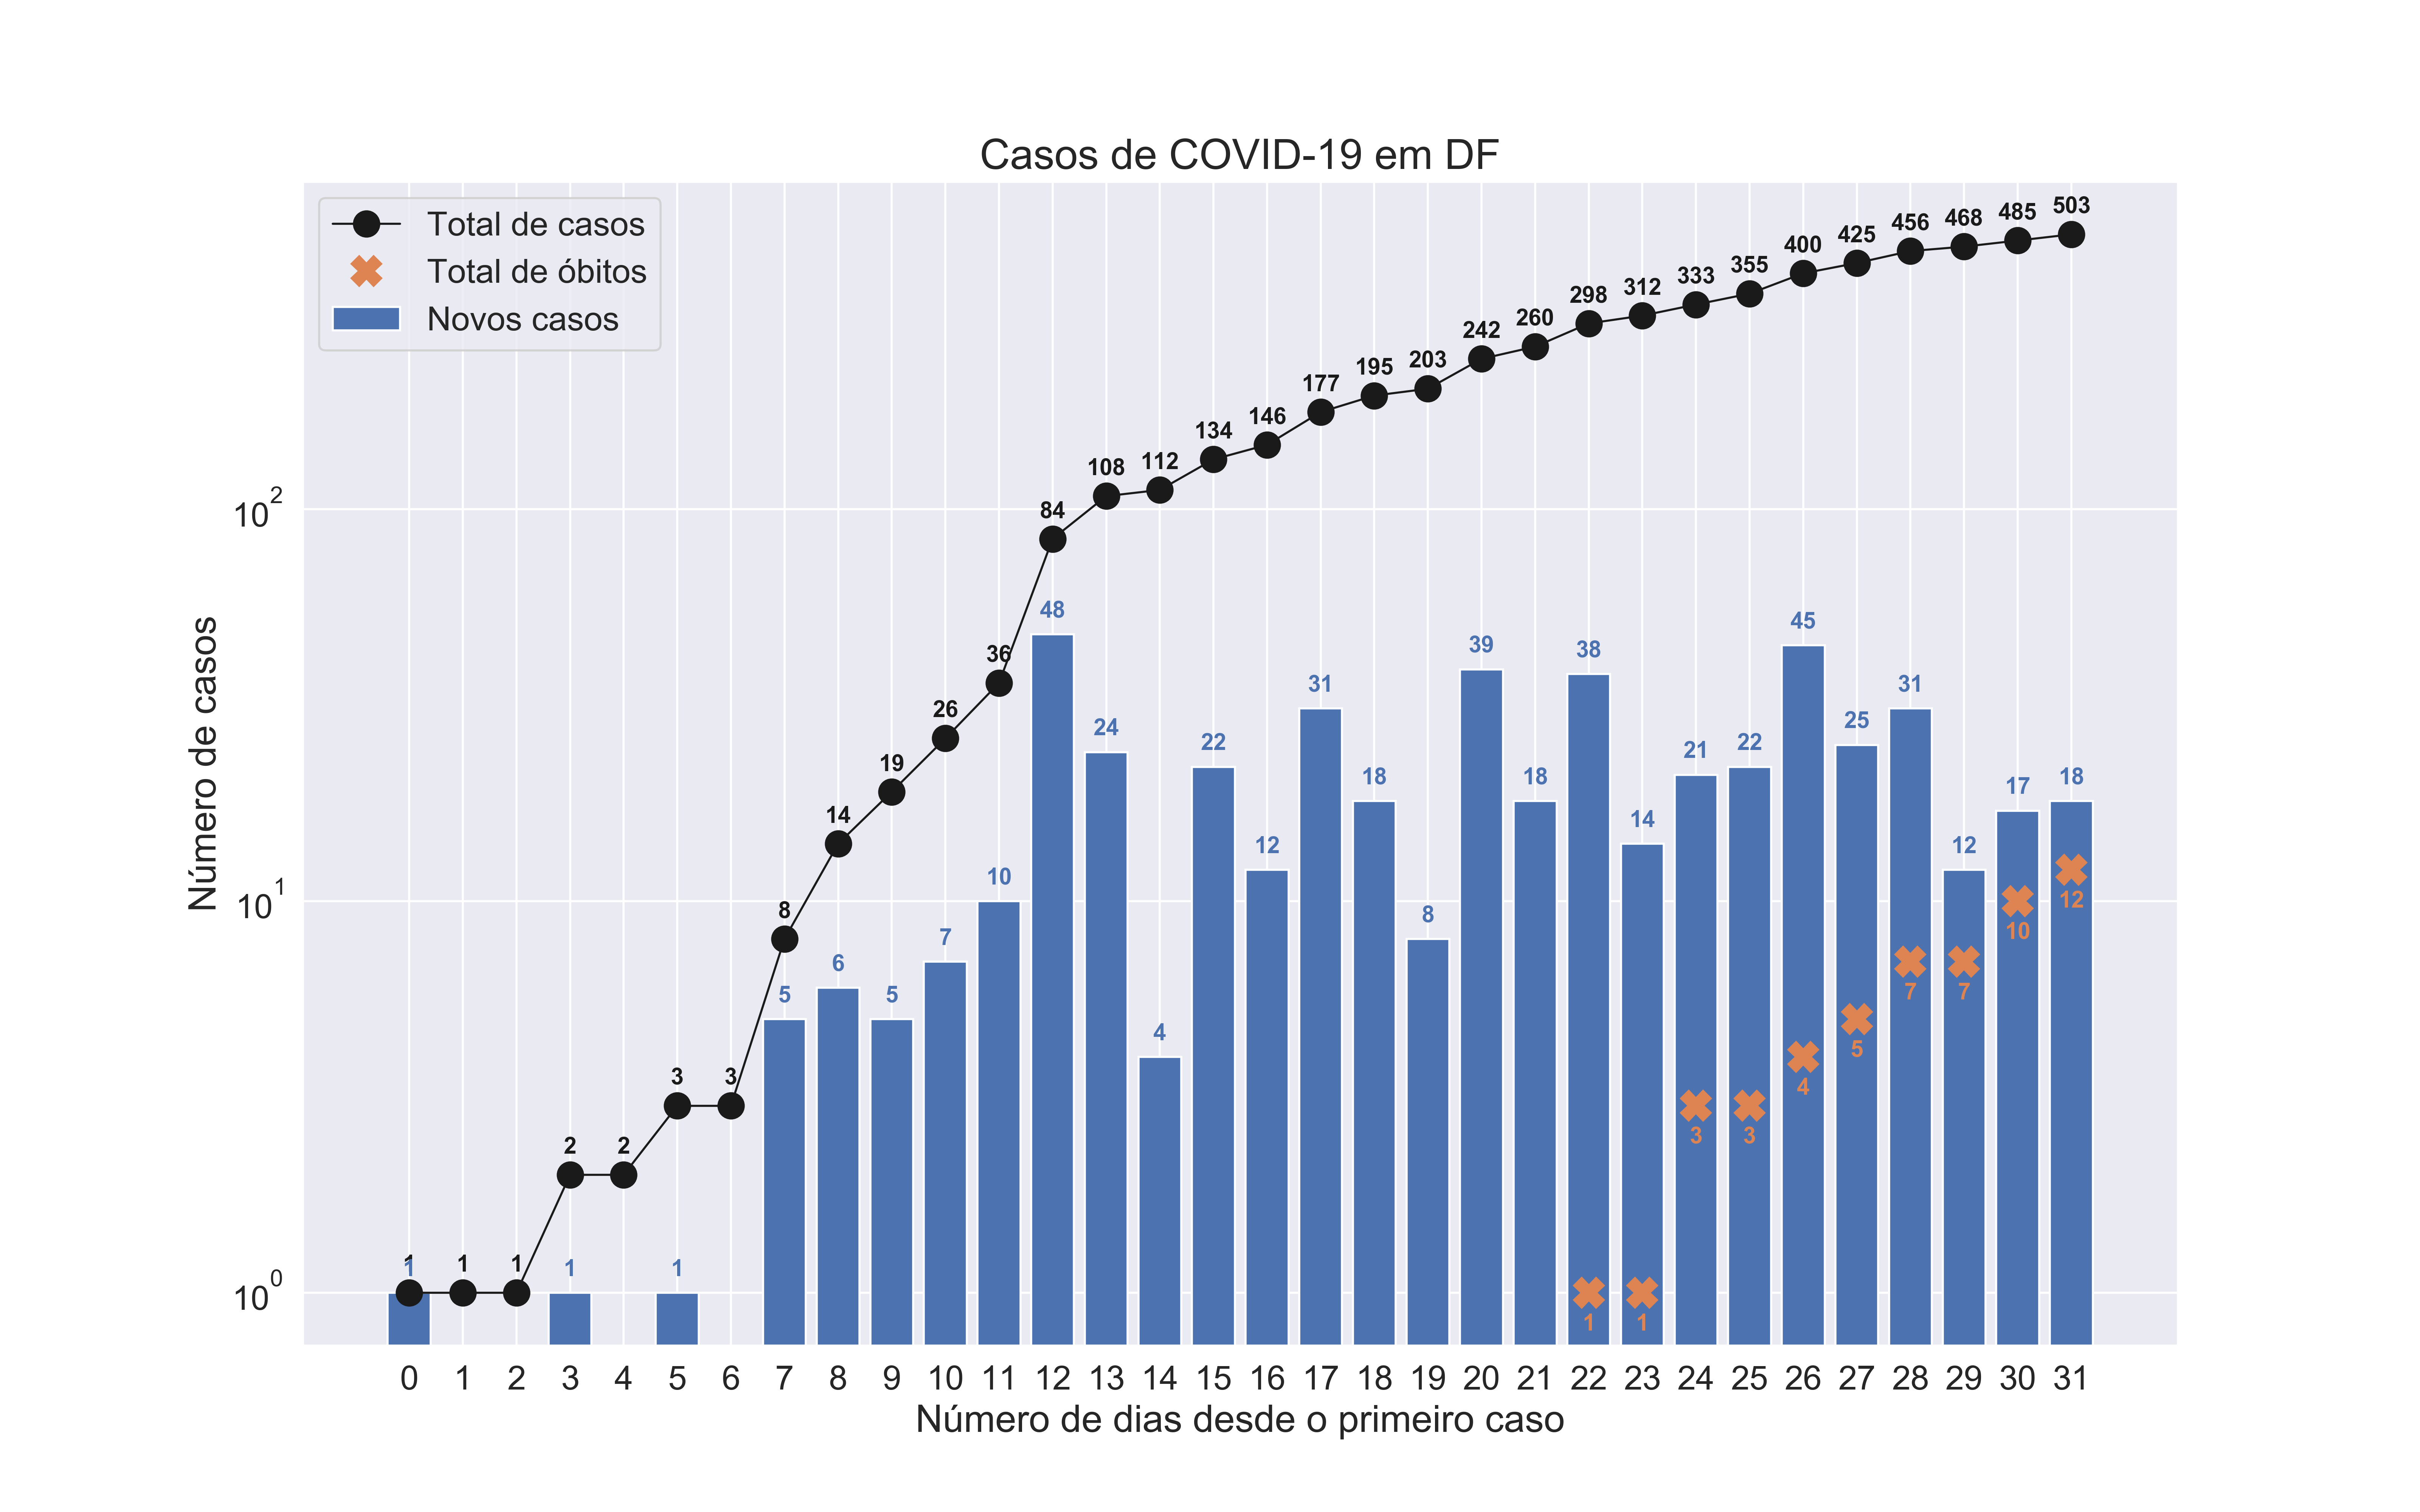 Casos de COVID-19 em DF
Total de casos
Total de óbitos
Novos casos
Número de casos
10^2
10^1
10^0
1 1 1 2 2 3 3 8 14 19 26 36 84 108 112 134 146 177 195 203 242 260 298 312 333 355 400 425 456 468 485 503
1 1 1 5 6 5 7 10 48 24 4 22 12 31 18 8 39 18 38 14 21 22 45 25 31 12 17 18
1 1 3 3 4 5 7 7 10 12
0 1 2 3 4 5 6 7 8 9 10 11 12 13 14 15 16 17 18 19 20 21 22 23 24 25 26 27 28 29 30 31
Número de dias desde o primeiro caso